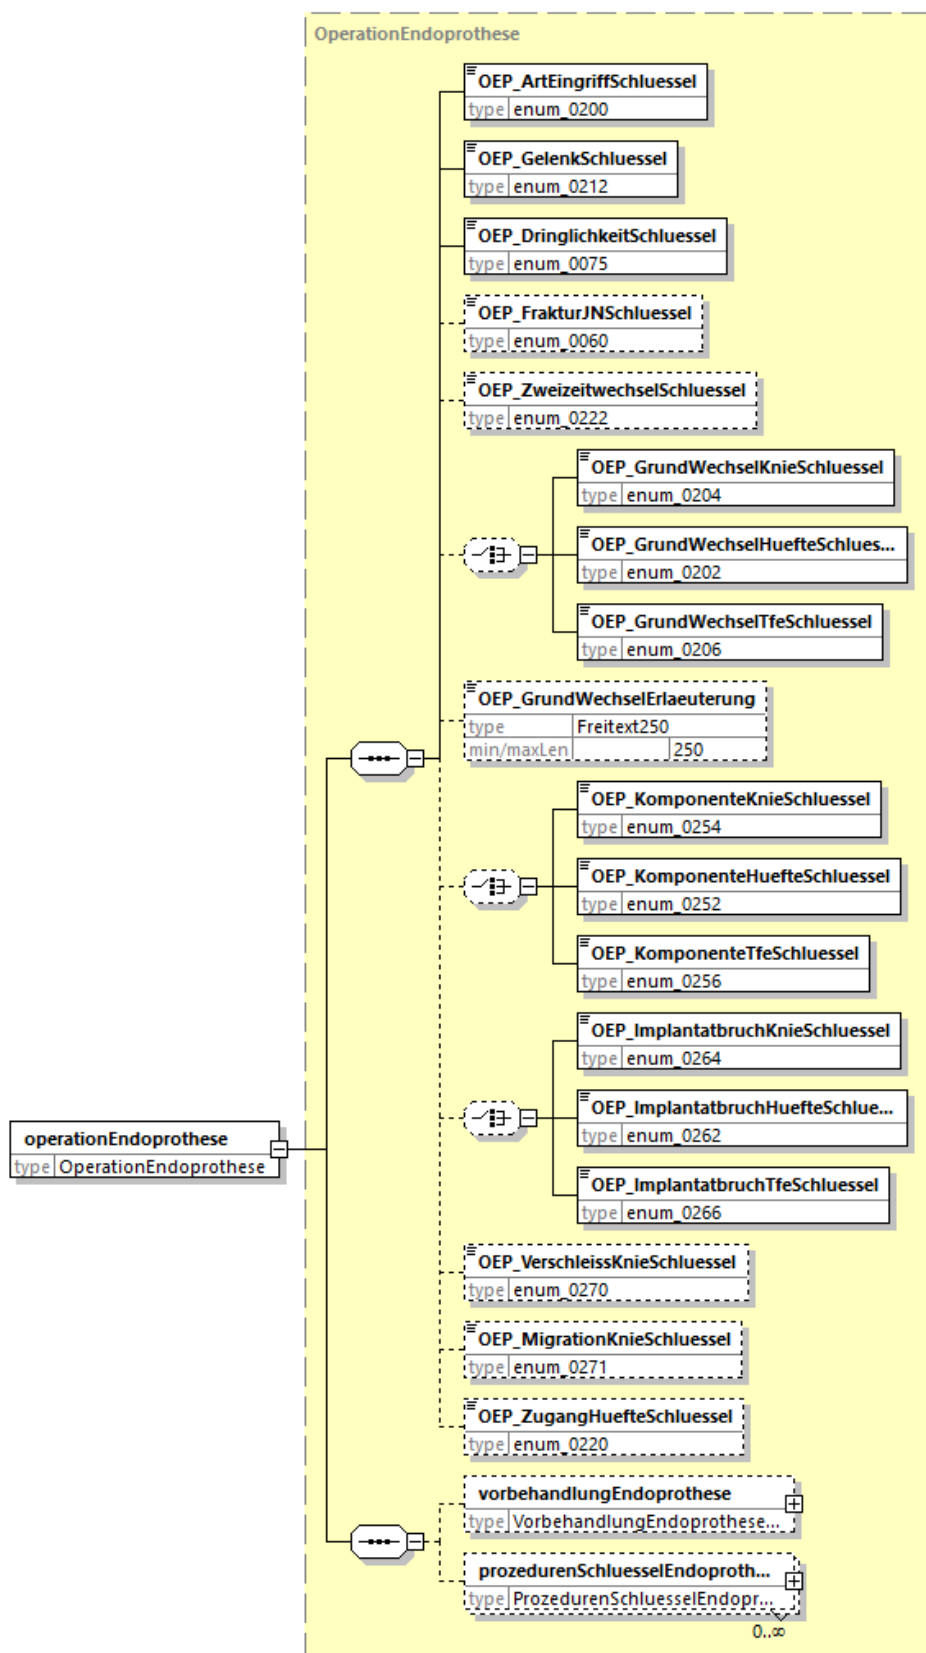 OperationEndoprothese
OEP_ArtEingriffSchluessel
type enum_0200
OEP_GelenkSchluessel
type enum_0212
OEP_DringlichkeitSchluessel
type enum_0075
OEP_FrakturJNSchluessel
type enum_0060
OEP_ZweizeitwechselSchluessel
type enum_0222
OEP_GrundWechselKnieSchluessel
type enum_0204
OEP_GrundWechselHuefteSchlues...
type enum_0202
OEP_GrundWechselTfeSchluessel
type enum_0206
OEP_GrundWechselErlaeuterung
type Freitext250
min/maxLen 250
OEP_KomponenteKnieSchluessel
type enum_0254
OEP_KomponenteHuefteSchluessel
type enum_0252
OEP_KomponenteTfeSchluessel
type enum_0256
OEP_ImplantatbruchKnieSchluessel
type enum_0264
OEP_ImplantatbruchHuefteSchlue...
type enum_0262
operationEndoprothese
type OperationEndoprothese
OEP_ImplantatbruchTfeSchluessel
type enum_0266
OEP_VerschleissKnieSchluessel
type enum_0270
OEP_MigrationKnieSchluessel
type enum_0271
OEP_ZugangHuefteSchluessel
type enum_0220
vorbehandlungEndoprothese
type VorbehandlungEndoprothese...
prozedurenSchluesselEndoproth...
type ProzedurenSchluesselEndopr...
0..∞